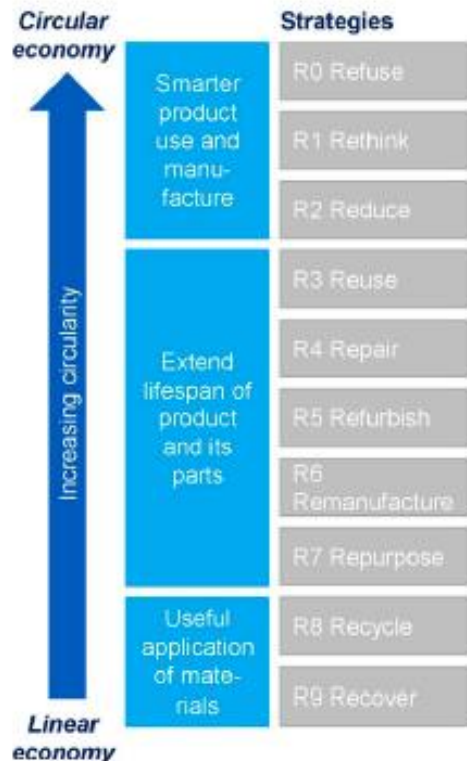 Circular
economy
Strategies
Increasing circularity
Smarter
product
use and
manu-
facture
R0 Refuse
R1 Rethink
R2 Reduce
Extend
lifespan of
product
and its
parts
R3 Reuse
R4 Repair
R5 Refurbish
R6
Remanufacture
R7 Repurpose
Useful
application
of mate-
rials
R8 Recycle
R9 Recover
Linear
economy